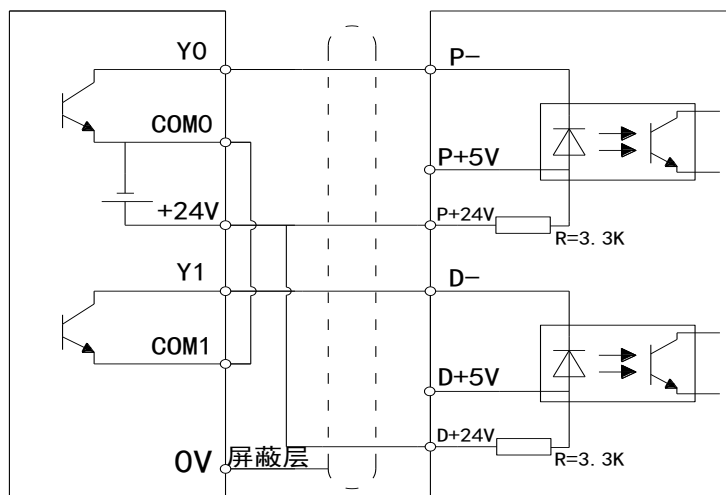 Y0
P-
COM0
P+5V
+24V
P+24V
R=3.3K
Y1
D-
COM1
D+5V
D+24V
0V
屏蔽层
R=3.3K